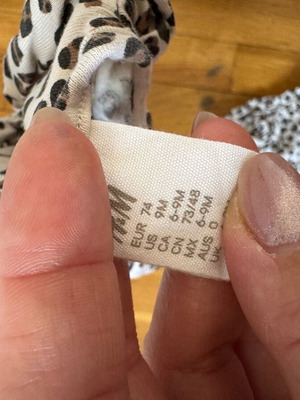 H&M
EUR 74
US 9M
CA 6-9M
CN 73/48
MX 6-9M
AUS 0